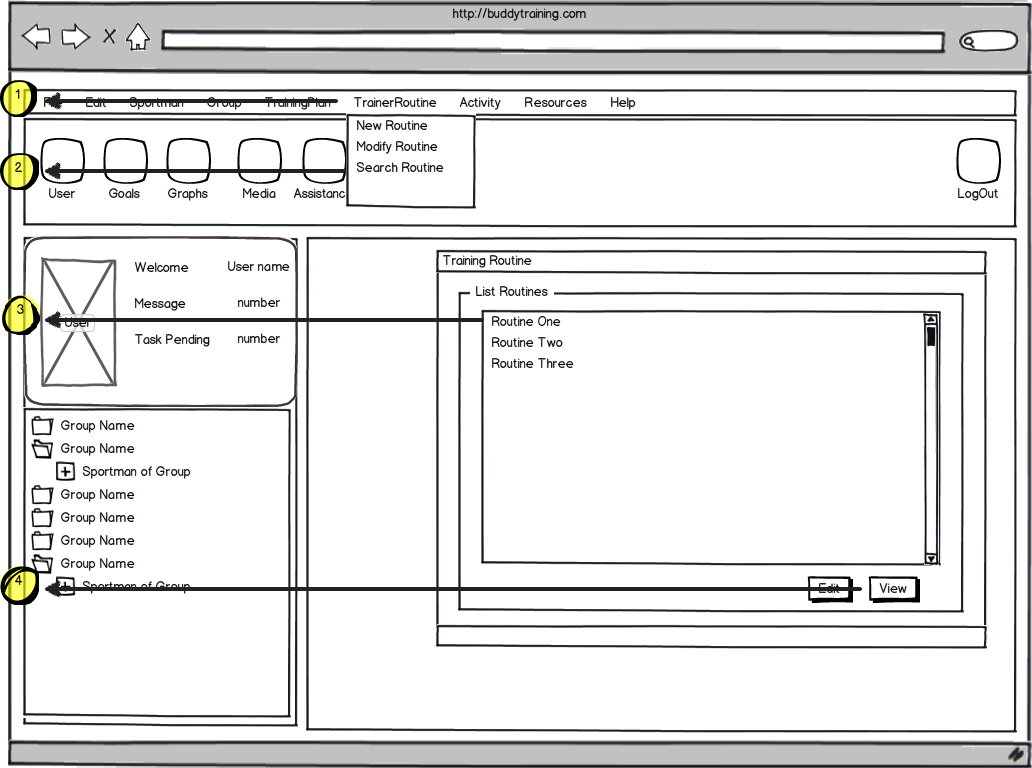 http://buddytraining.com
1
Edit Sportman Group TrainingPlan TrainerRoutine Activity Resources Help
New Routine
Modify Routine
Search Routine
2
User Goals Graphs Media Assistanc LogOut
Welcome User name
Message number
3
User
Task Pending number
Training Routine
List Routines
Routine One
Routine Two
Routine Three
Group Name
Group Name
Sportman of Group
Group Name
Group Name
Group Name
Group Name
4
Sportman of Group
Edit View